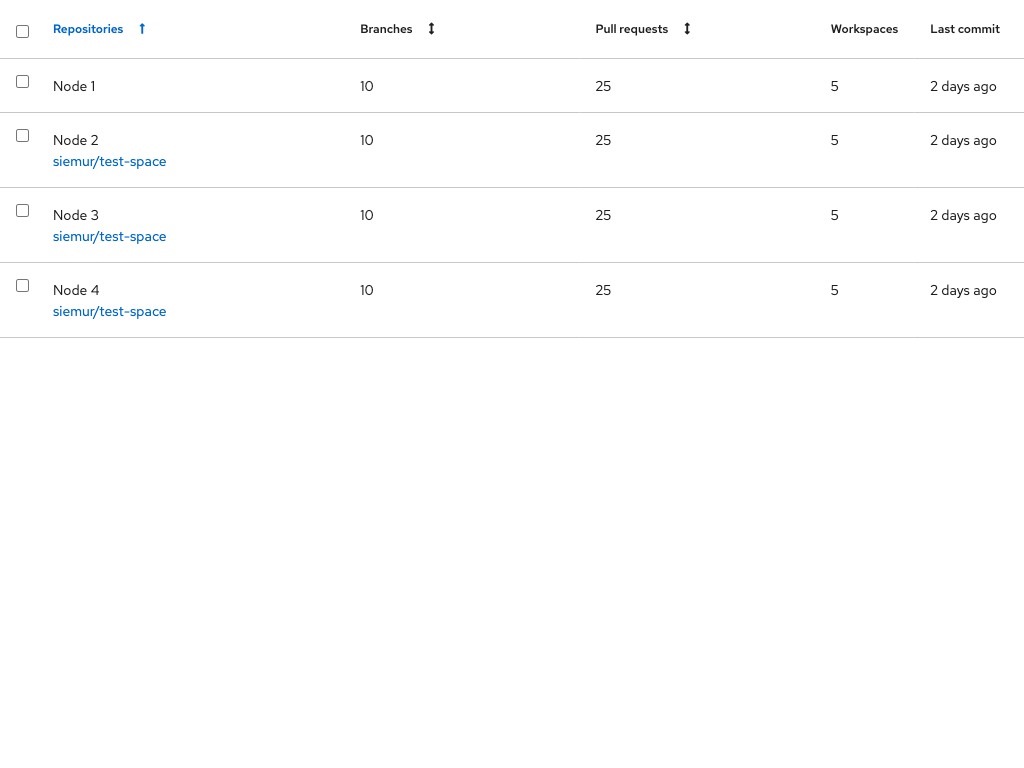 Repositories Branches Pull requests Workspaces Last commit
Node 1 10 25 5 2 days ago
Node 2 10 25 5 2 days ago
siemur/test-space
Node 3 10 25 5 2 days ago
siemur/test-space
Node 4 10 25 5 2 days ago
siemur/test-space